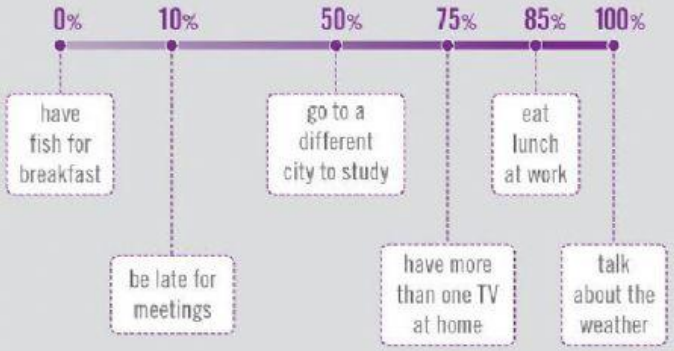 0% 10% 50% 75% 85% 100%
have
fish for
breakfast
be late for
meetings
go to a
different
city to study
have more
than one TV
at home
eat
lunch
at work
talk
about the
weather